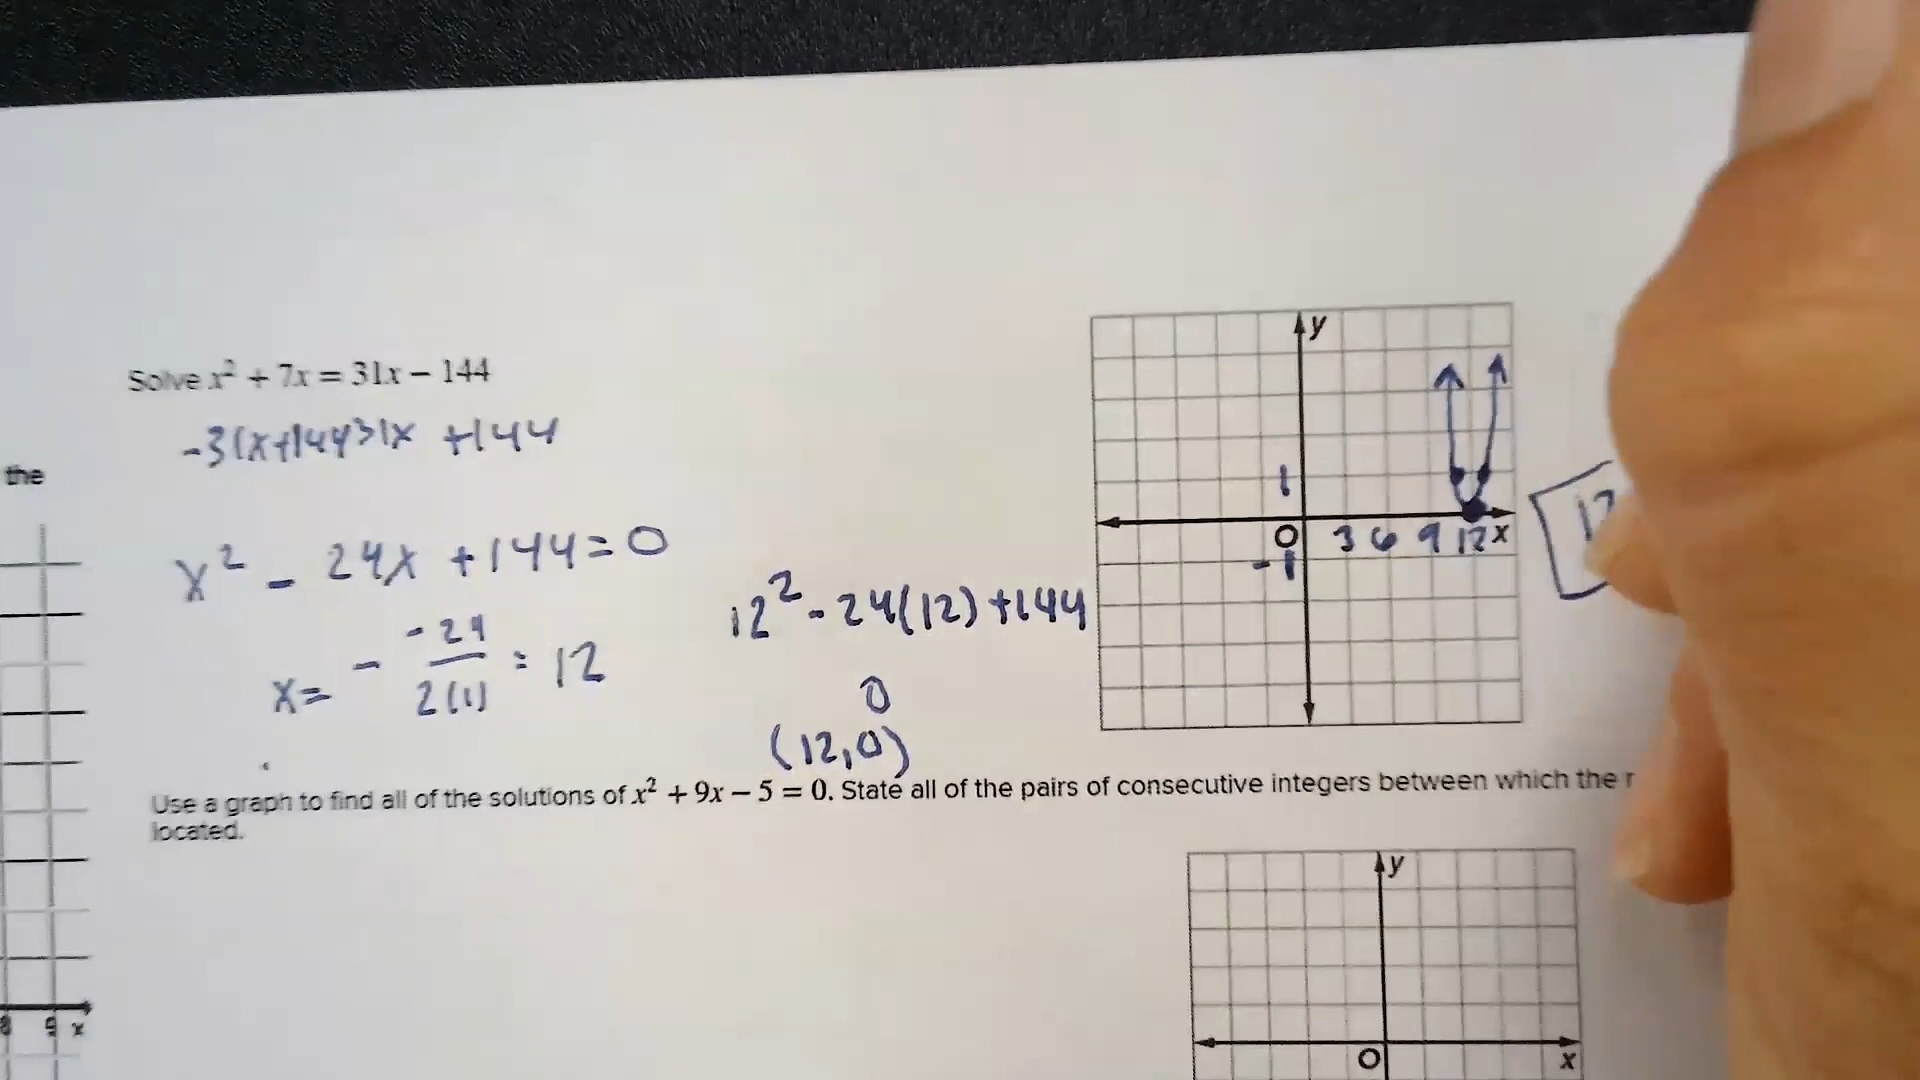 Solve x² + 7x = 31x – 144
-31x+144 -31x +144
the
x² - 24x +144=0
x= - -24/2(1) = 12
12² - 24(12) +144
0
(12,0)
y
1
0 3 6 9 12 x
-1
12
Use a graph to find all of the solutions of x² + 9x – 5 = 0. State all of the pairs of consecutive integers between which the
located.
y
O x
x